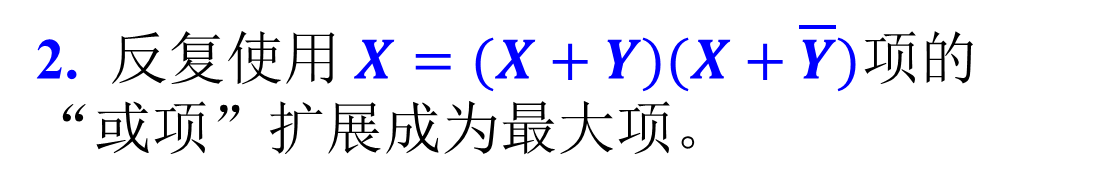 2. 反复使用 X = (X + Y)(X + Y̅)项的
“或项”扩展成为最大项。